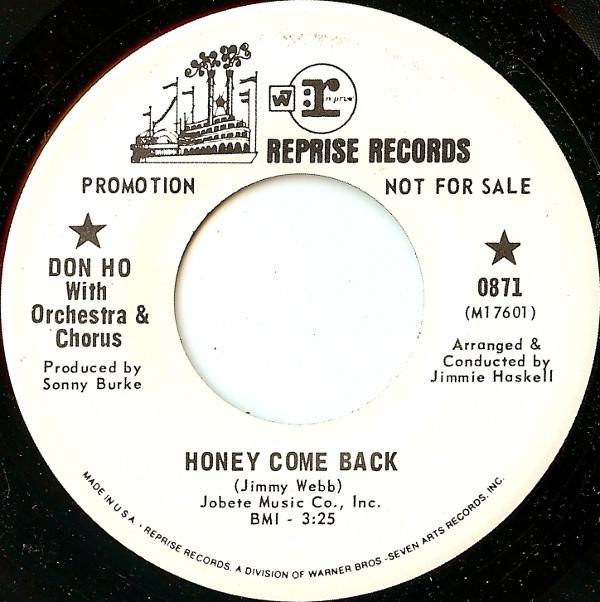 W
B
r
reprise
REPRISE RECORDS
PROMOTION
NOT FOR SALE
DON HO
With
Orchestra &
Chorus
Produced by
Sonny Burke
0871
(M17601)
Arranged &
Conducted by
Jimmie Haskell
HONEY COME BACK
(Jimmy Webb)
Jobete Music Co., Inc.
BMI - 3:25
MADE IN U.S.A. • REPRISE RECORDS, A DIVISION OF WARNER BROS.-SEVEN ARTS RECORDS, INC.